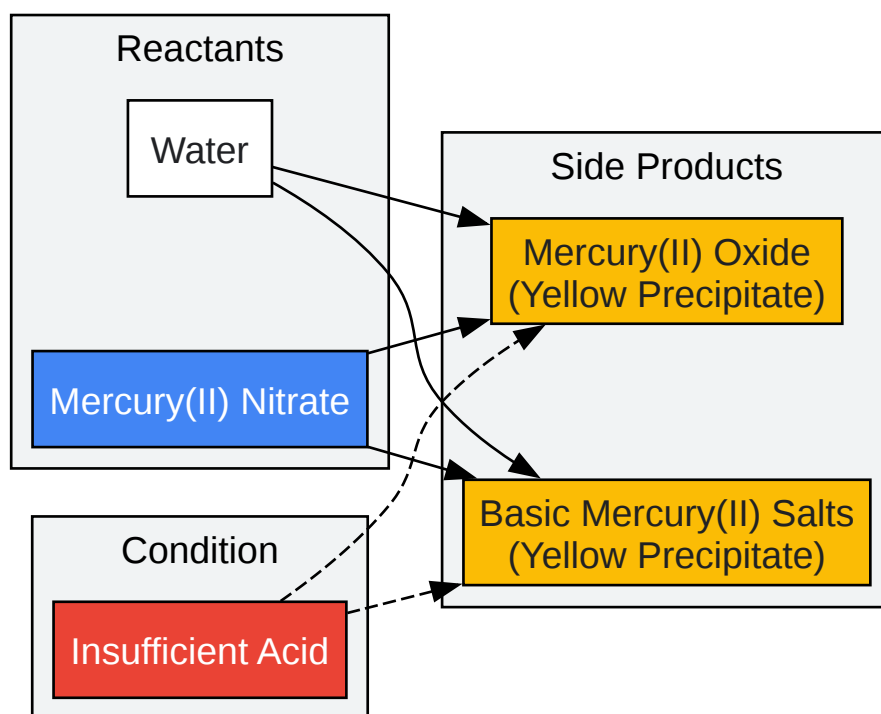 Reactants
Water
Mercury(II) Nitrate
Condition
Insufficient Acid
Side Products
Mercury(II) Oxide
(Yellow Precipitate)
Basic Mercury(II) Salts
(Yellow Precipitate)